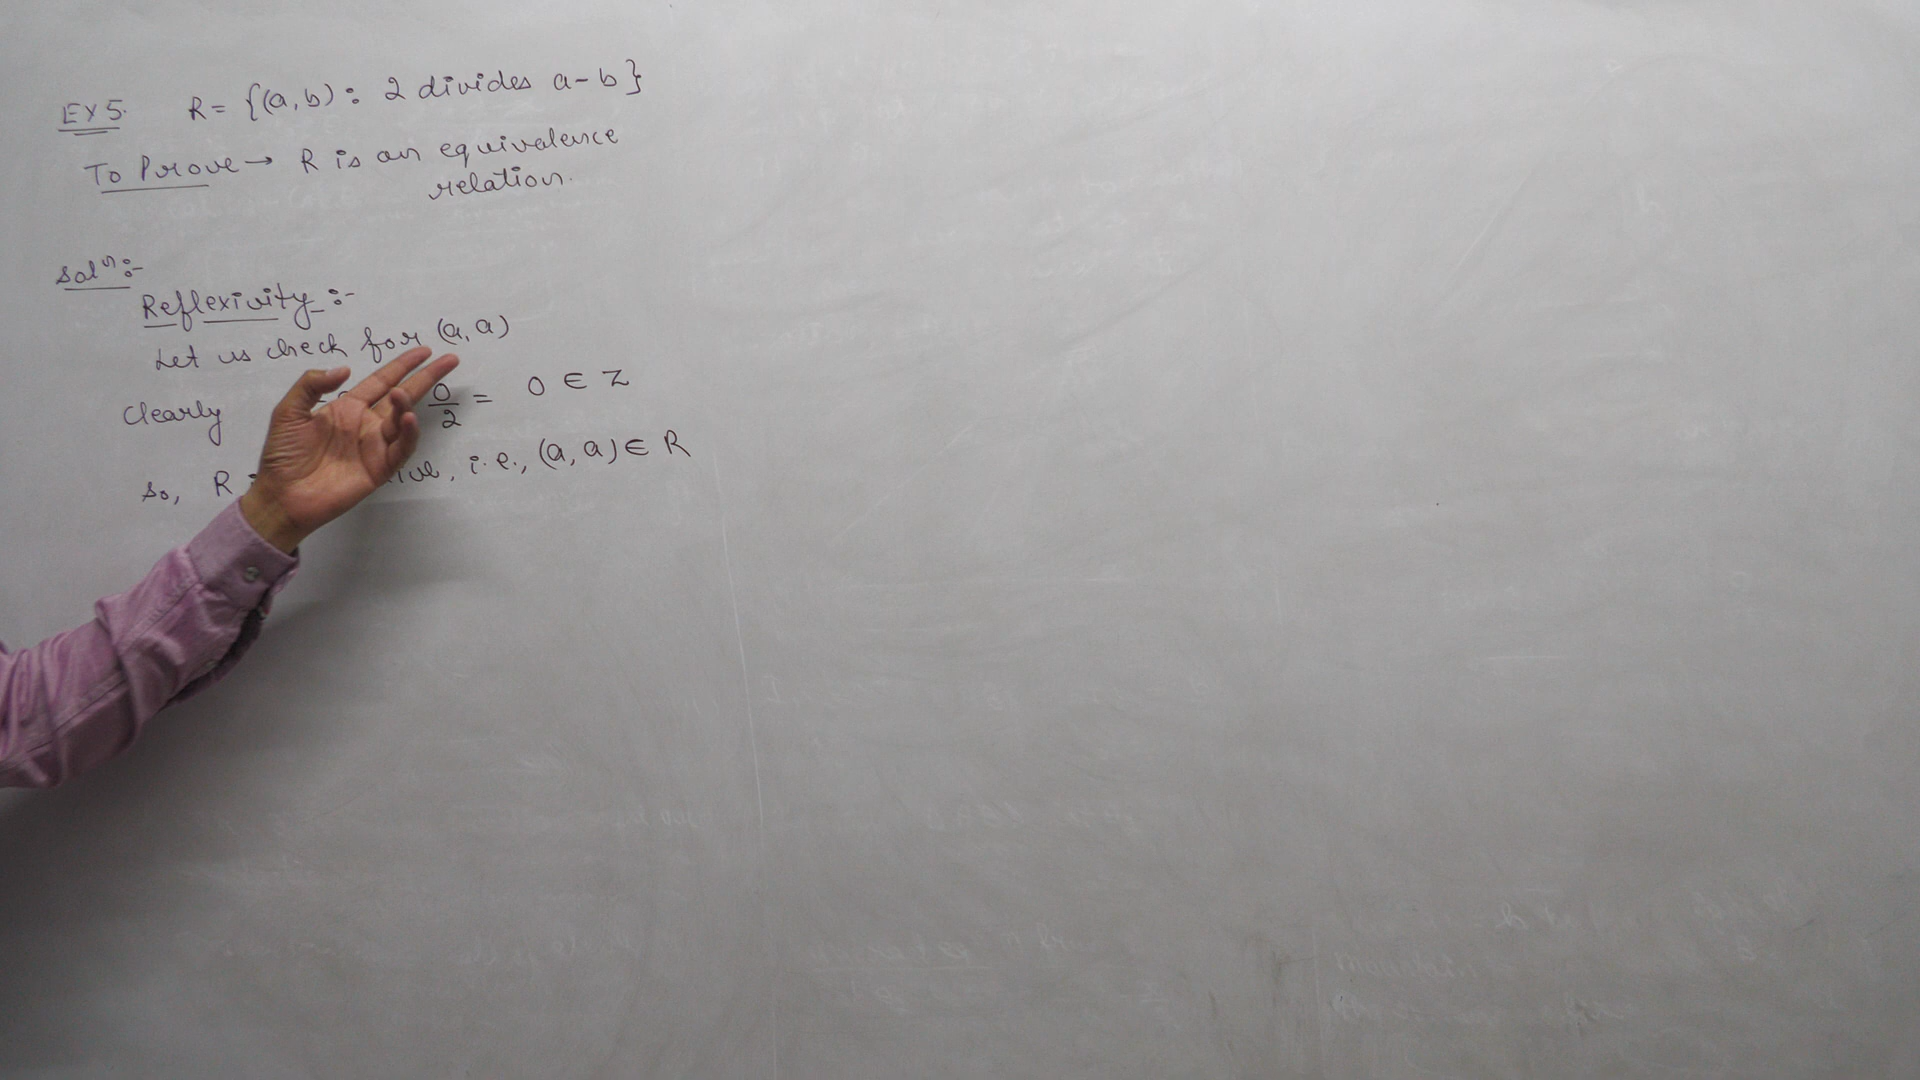 Ex 5. R = {(a, b) : 2 divides a - b}
To Prove → R is an equivalence
relation.
Solⁿ :-
Reflexivity :-
Let us check for (a, a)
Clearly 0/2 = 0 ∈ Z
So, R i.e., (a, a) ∈ R